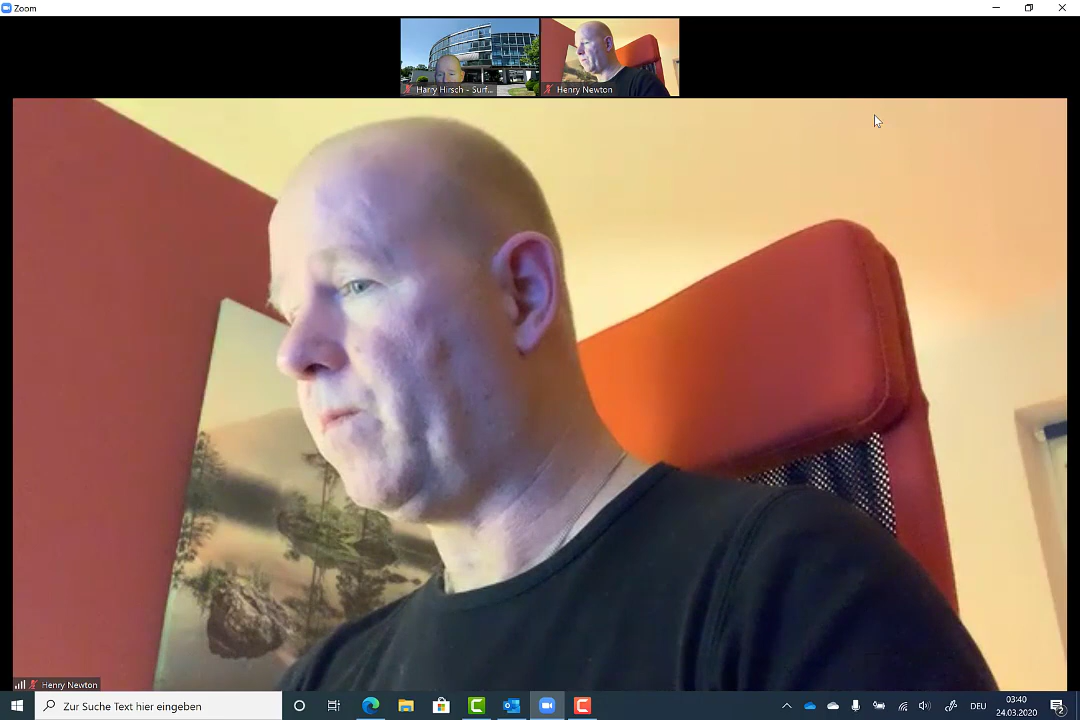 Zoom
Harry Hirsch - Surf...
Henry Newton
Henry Newton
Zur Suche Text hier eingeben
DEU
03:40
24.03.2020
2